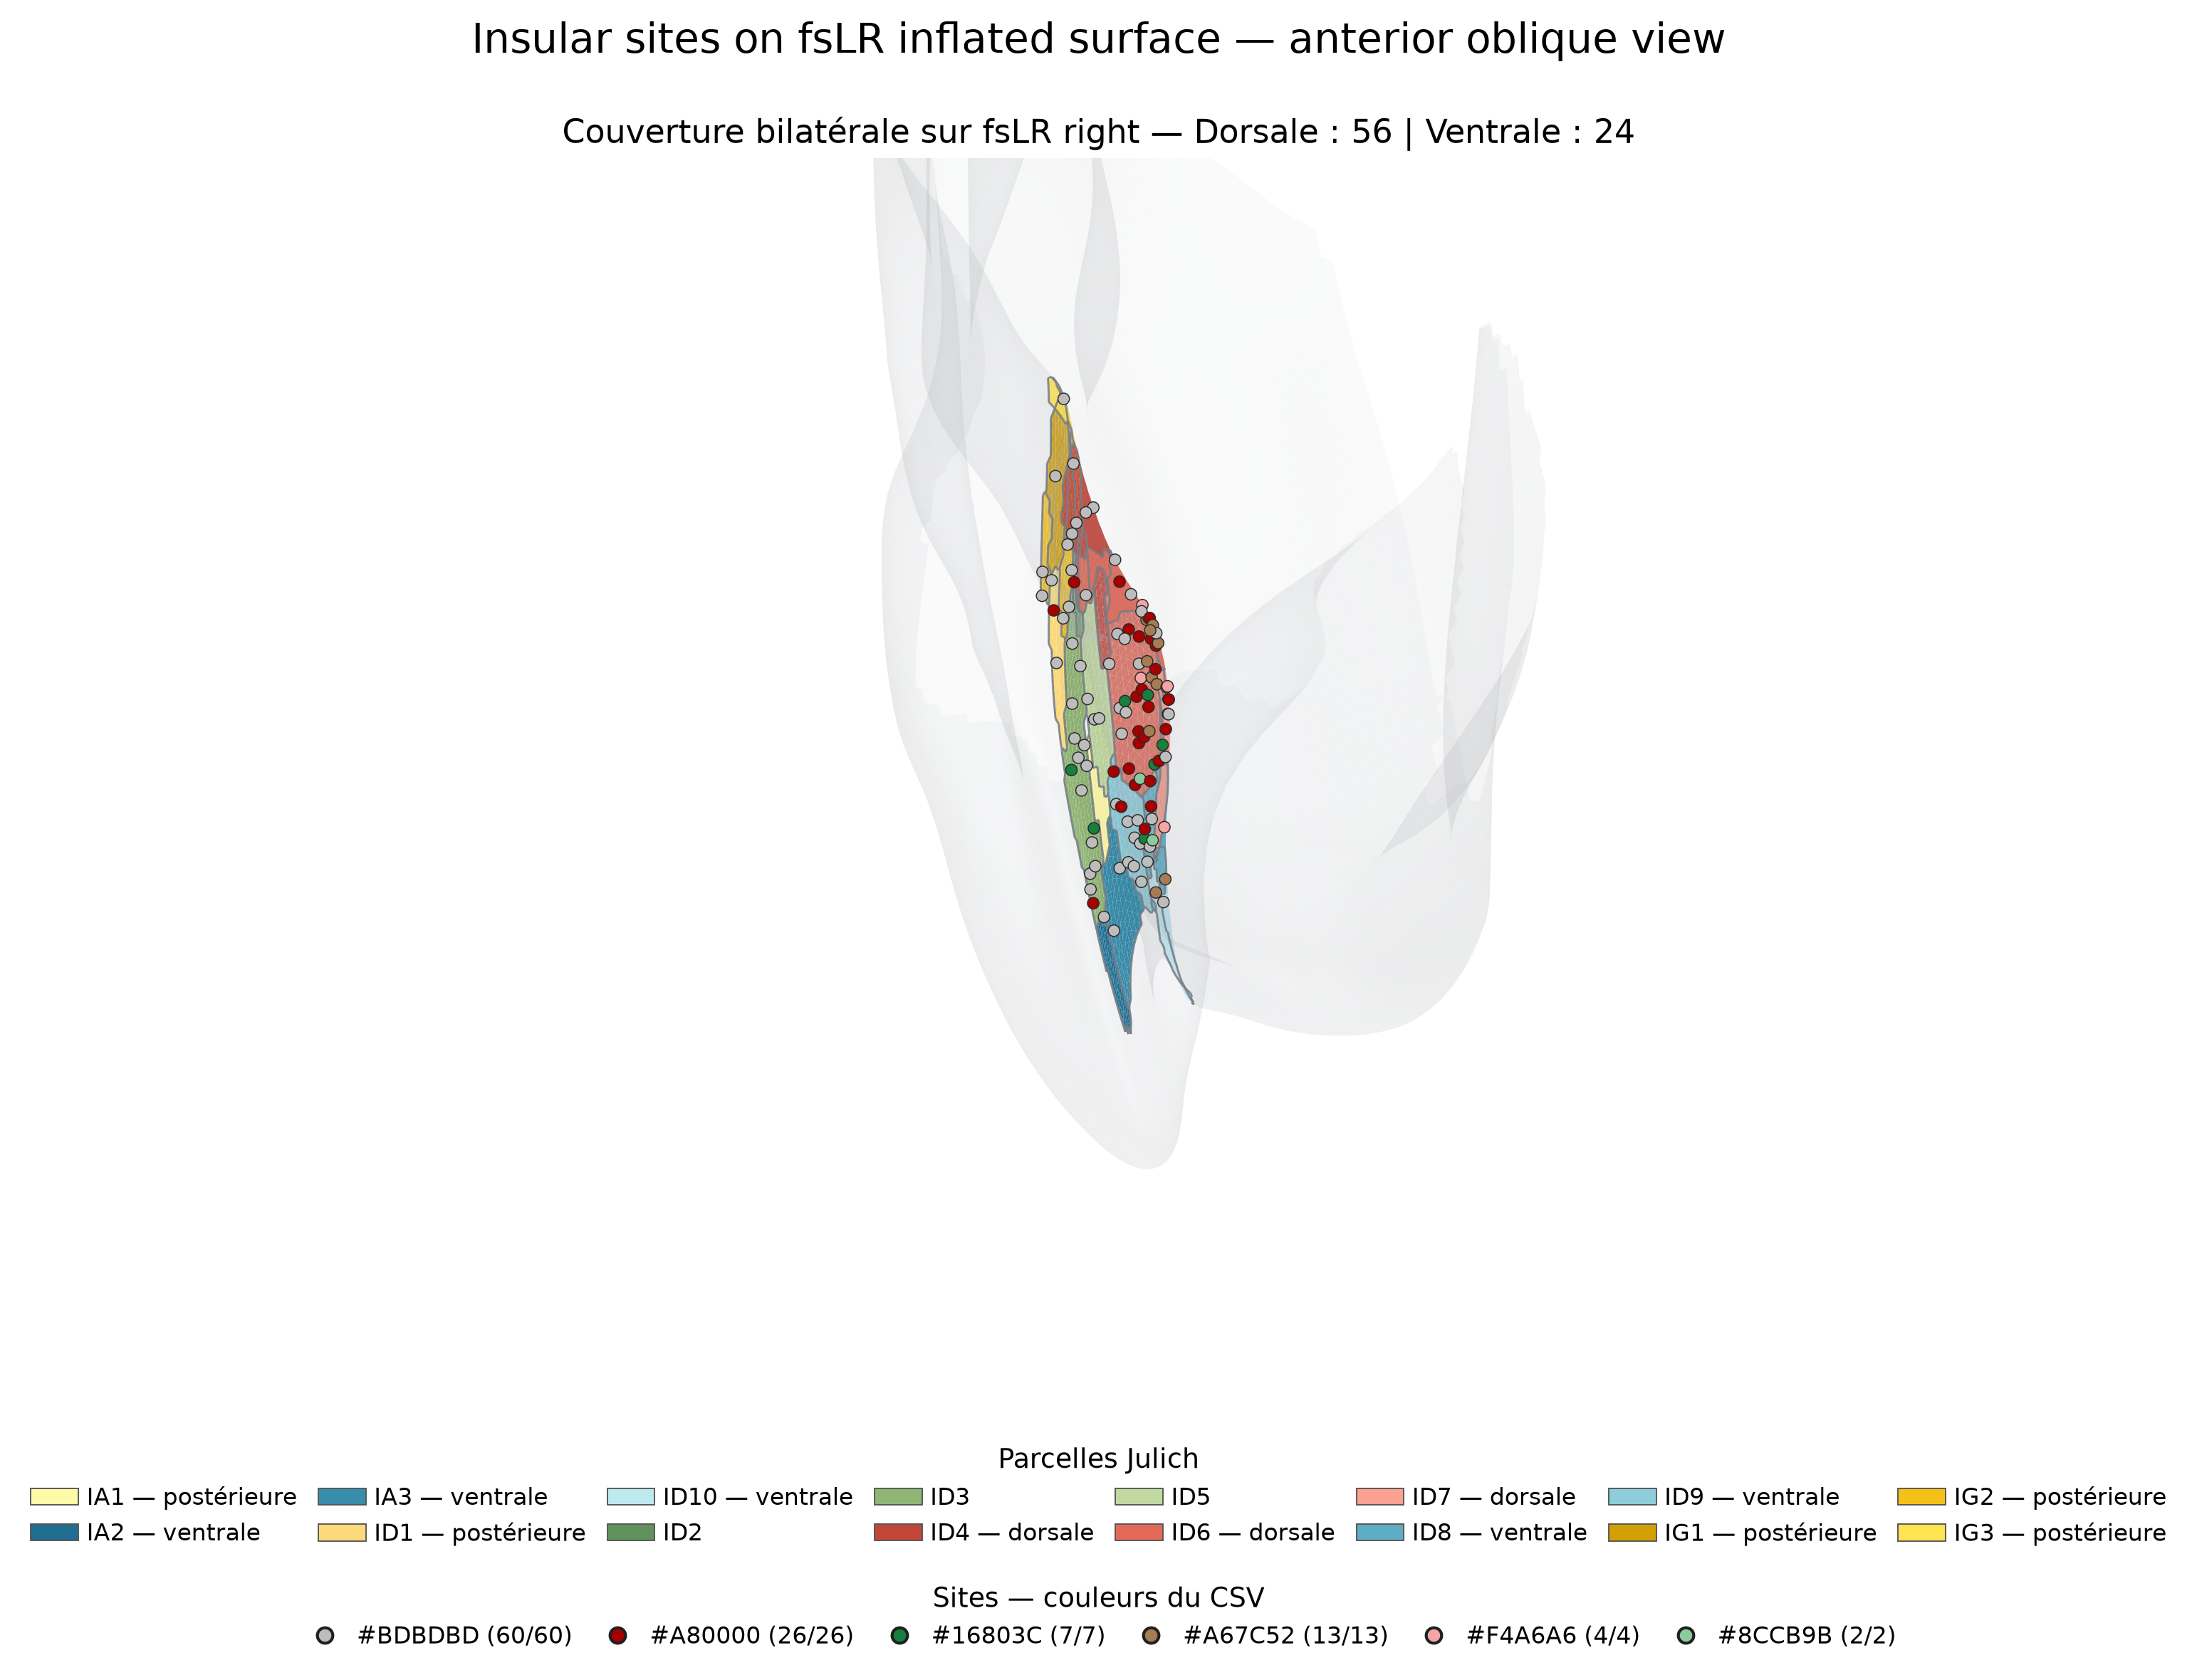 Insular sites on fsLR inflated surface — anterior oblique view
Couverture bilatérale sur fsLR right — Dorsale : 56 | Ventrale : 24
Parcelles Julich
IA1 — postérieure
IA3 — ventrale
ID10 — ventrale
ID3
ID5
ID7 — dorsale
ID9 — ventrale
IG2 — postérieure
IA2 — ventrale
ID1 — postérieure
ID2
ID4 — dorsale
ID6 — dorsale
ID8 — ventrale
IG1 — postérieure
IG3 — postérieure
Sites — couleurs du CSV
#BDBDBD (60/60)
#A80000 (26/26)
#16803C (7/7)
#A67C52 (13/13)
#F4A6A6 (4/4)
#8CCB9B (2/2)